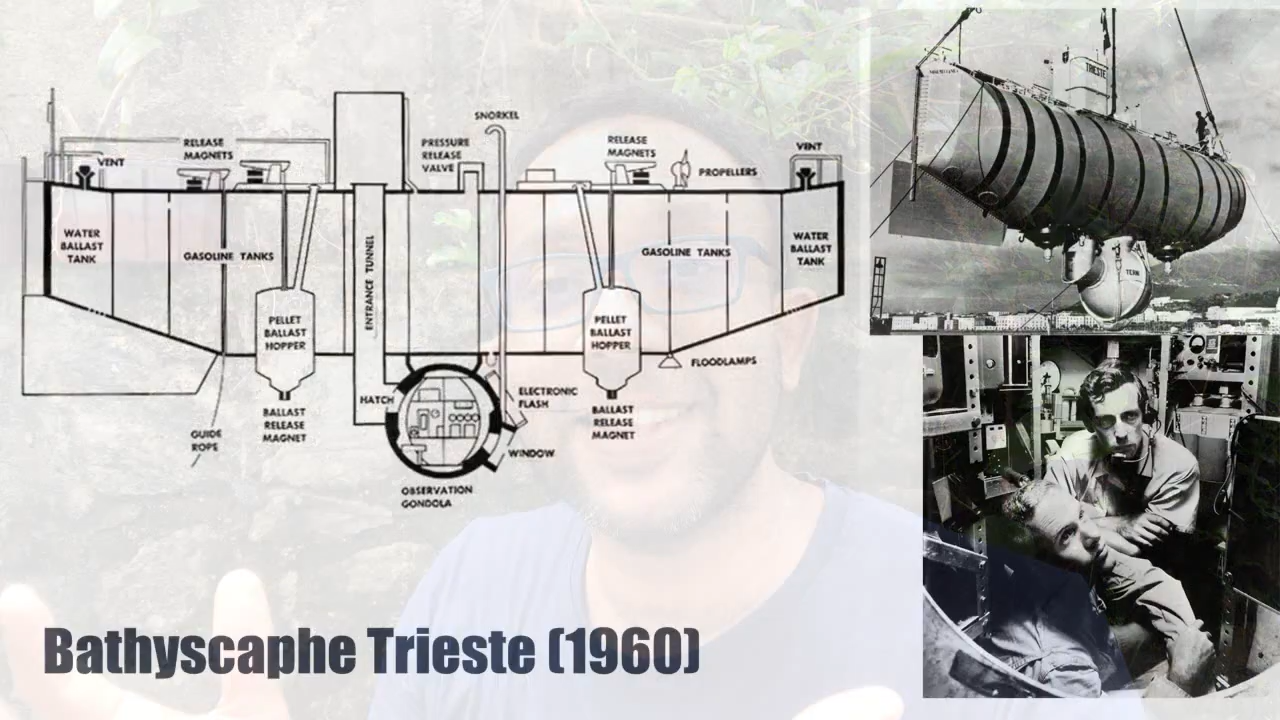 SNORKEL
VENT
RELEASE
MAGNETS
PRESSURE
RELEASE
VALVE
RELEASE
MAGNETS
PROPELLERS
VENT
WATER
BALLAST
TANK
GASOLINE TANKS
ENTRANCE TUNNEL
GASOLINE TANKS
WATER
BALLAST
TANK
PELLET
BALLAST
HOPPER
PELLET
BALLAST
HOPPER
FLOODLAMPS
HATCH
ELECTRONIC
FLASH
BALLAST
RELEASE
MAGNET
BALLAST
RELEASE
MAGNET
GUIDE
ROPE
WINDOW
OBSERVATION
GONDOLA
TRIESTE
TERNI
Bathyscaphe Trieste (1960)